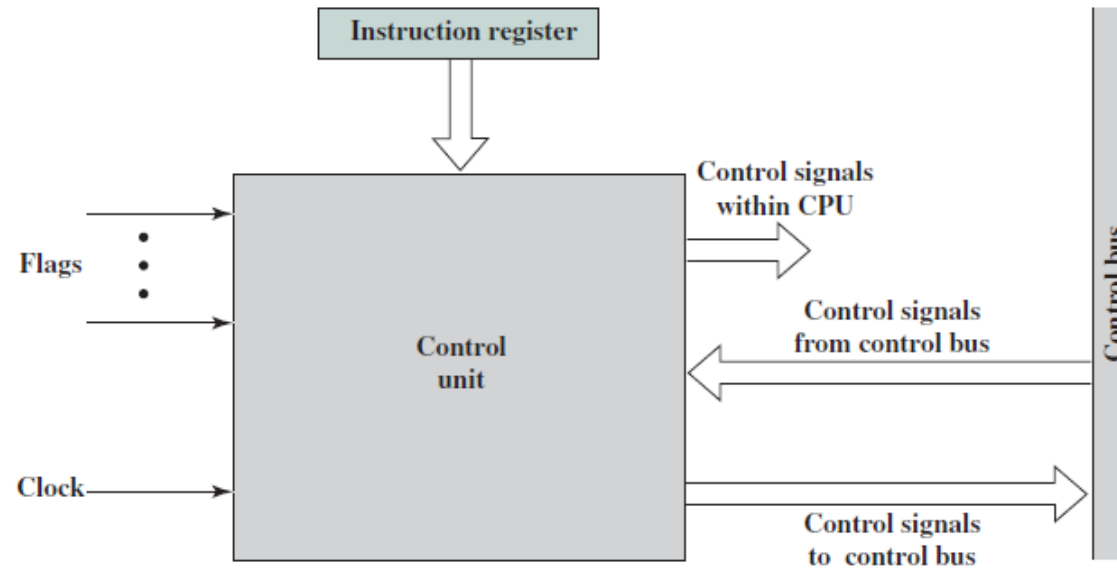 Instruction register
Control signals
within CPU
Flags
Control signals
from control bus
Control
unit
Clock
Control signals
to control bus
Control bus